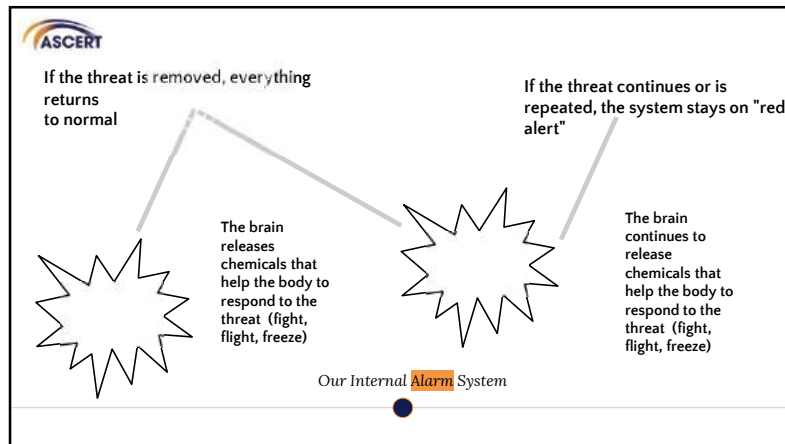 ASCERT
If the threat is removed, everything
returns
to normal
If the threat continues or is
repeated, the system stays on "red
alert"
The brain
releases
chemicals that
help the body to
respond to the
threat (fight,
flight, freeze)
The brain
continues to
release
chemicals that
help the body to
respond to the
threat (fight,
flight, freeze)
Our Internal Alarm System